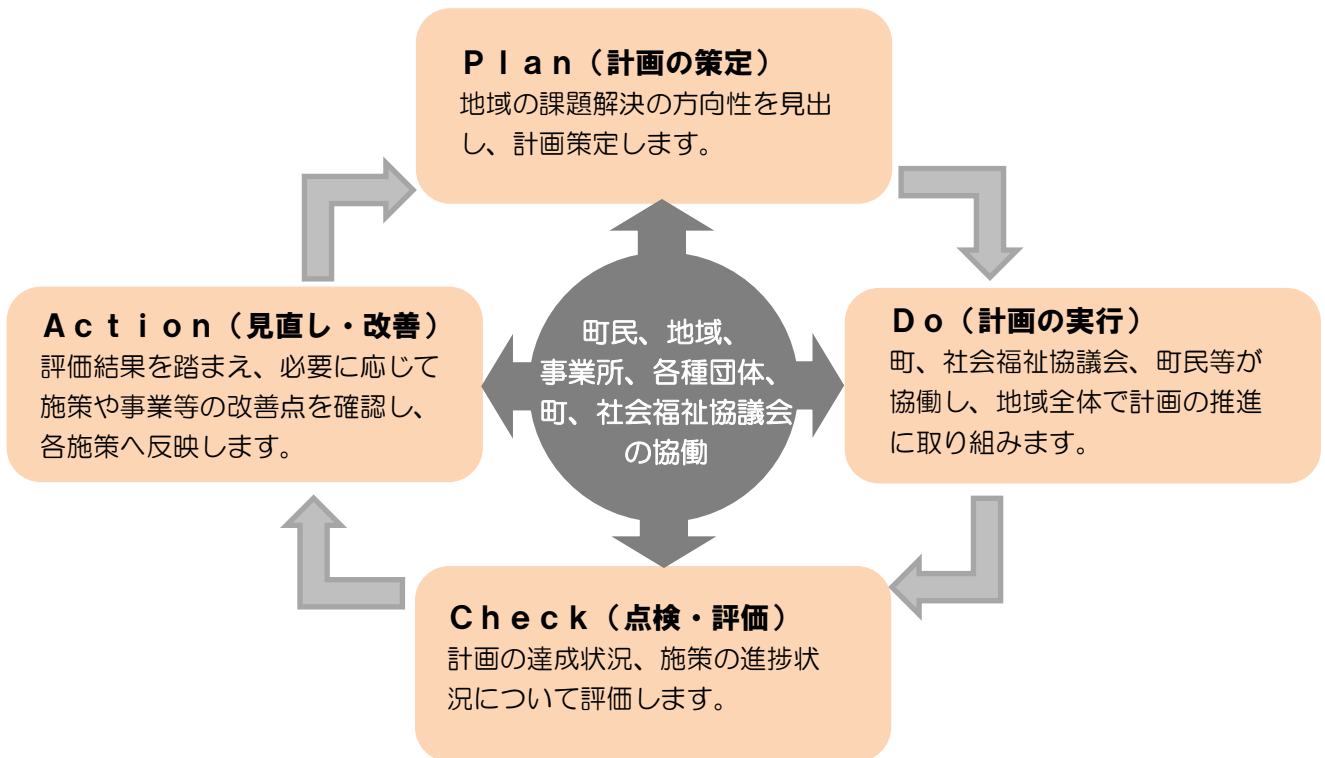 Ｐｌａｎ（計画の策定）
地域の課題解決の方向性を見出
し、計画策定します。
Ａｃｔｉｏｎ（見直し・改善）
評価結果を踏まえ、必要に応じて
施策や事業等の改善点を確認し、
各施策へ反映します。
町民、地域、
事業所、各種団体、
町、社会福祉協議会
の協働
Ｄｏ（計画の実行）
町、社会福祉協議会、町民等が
協働し、地域全体で計画の推進
に取り組みます。
Ｃｈｅｃｋ（点検・評価）
計画の達成状況、施策の進捗状
況について評価します。